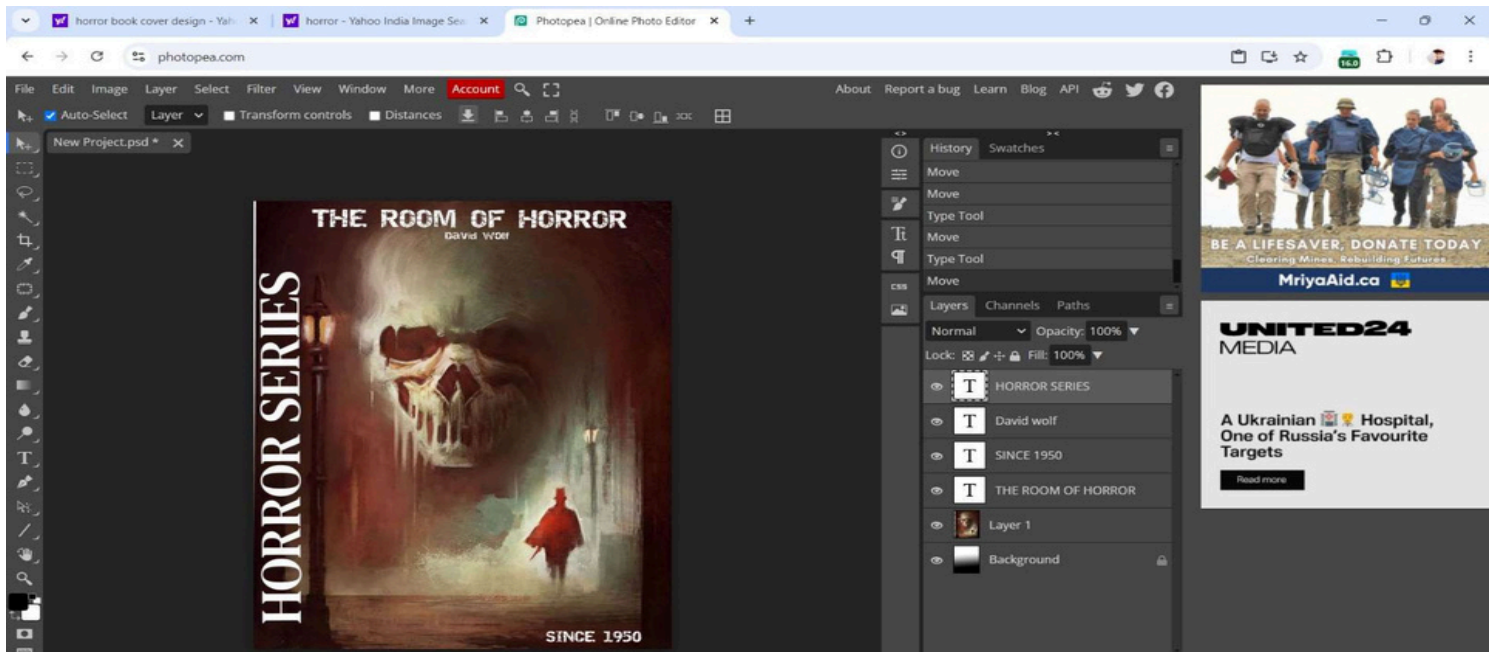 horror book cover design - Yah
horror - Yahoo India Image Sea
Photopea | Online Photo Editor
photopea.com
16.0
File Edit Image Layer Select Filter View Window More Account
About Report a bug Learn Blog API
Auto-Select Layer Transform controls Distances
New Project.psd *
THE ROOM OF HORROR
David Wolf
HORROR SERIES
SINCE 1950
CSS
History Swatches
Move
Move
Type Tool
Move
Type Tool
Move
Layers Channels Paths
Normal Opacity: 100%
Lock: Fill: 100%
T HORROR SERIES
T David wolf
T SINCE 1950
T THE ROOM OF HORROR
Layer 1
Background
BE A LIFESAVER, DONATE TODAY
Clearing Mines, Rebuilding Futures
MriyaAid.ca
UNITED24
MEDIA
A Ukrainian Hospital,
One of Russia's Favourite
Targets
Read more